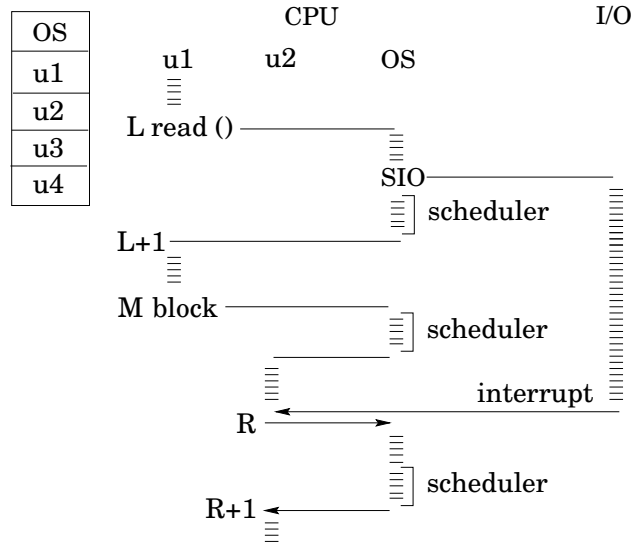 CPU I/O
OS
u1 u2 OS
u1
u2
u3
u4
L read ()
SIO
scheduler
L+1
M block
scheduler
interrupt
R
scheduler
R+1